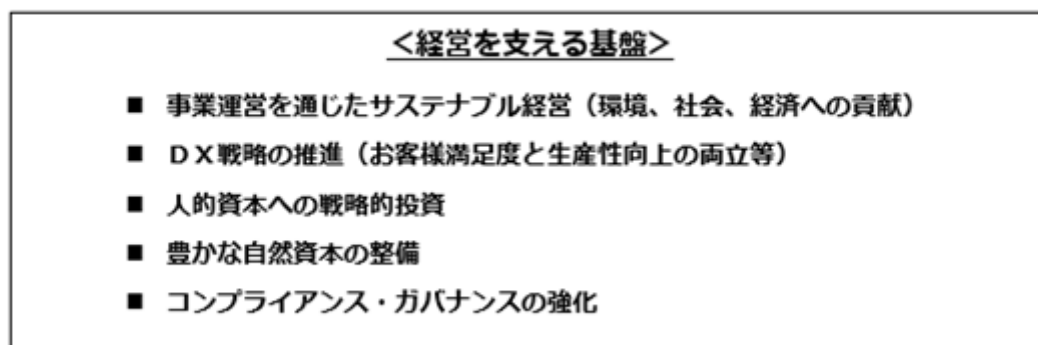 ＜経営を支える基盤＞
■ 事業運営を通じたサステナブル経営（環境、社会、経済への貢献）
■ ＤＸ戦略の推進（お客様満足度と生産性向上の両立等）
■ 人的資本への戦略的投資
■ 豊かな自然資本の整備
■ コンプライアンス・ガバナンスの強化